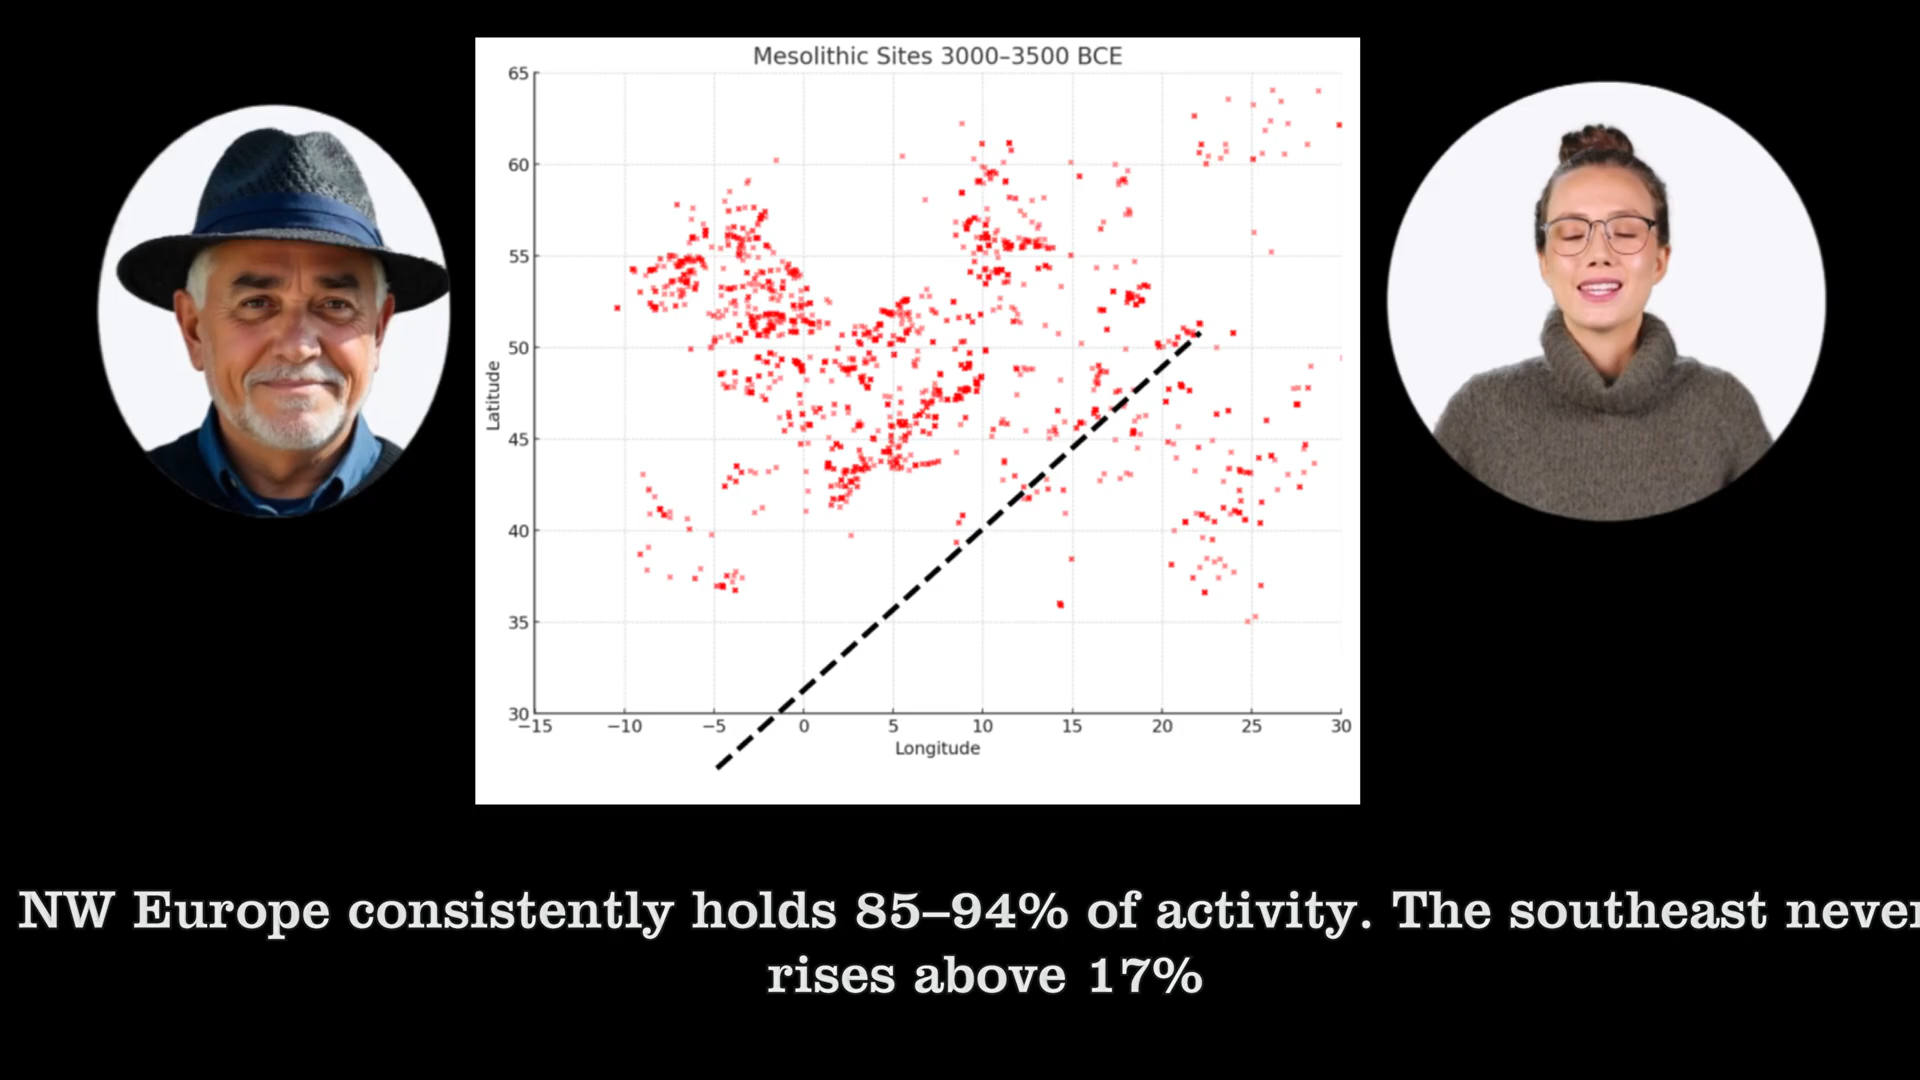 Mesolithic Sites 3000–3500 BCE
65
60
55
50
45
40
35
30
Latitude
−15 −10 −5 0 5 10 15 20 25 30
Longitude
NW Europe consistently holds 85–94% of activity. The southeast never
rises above 17%